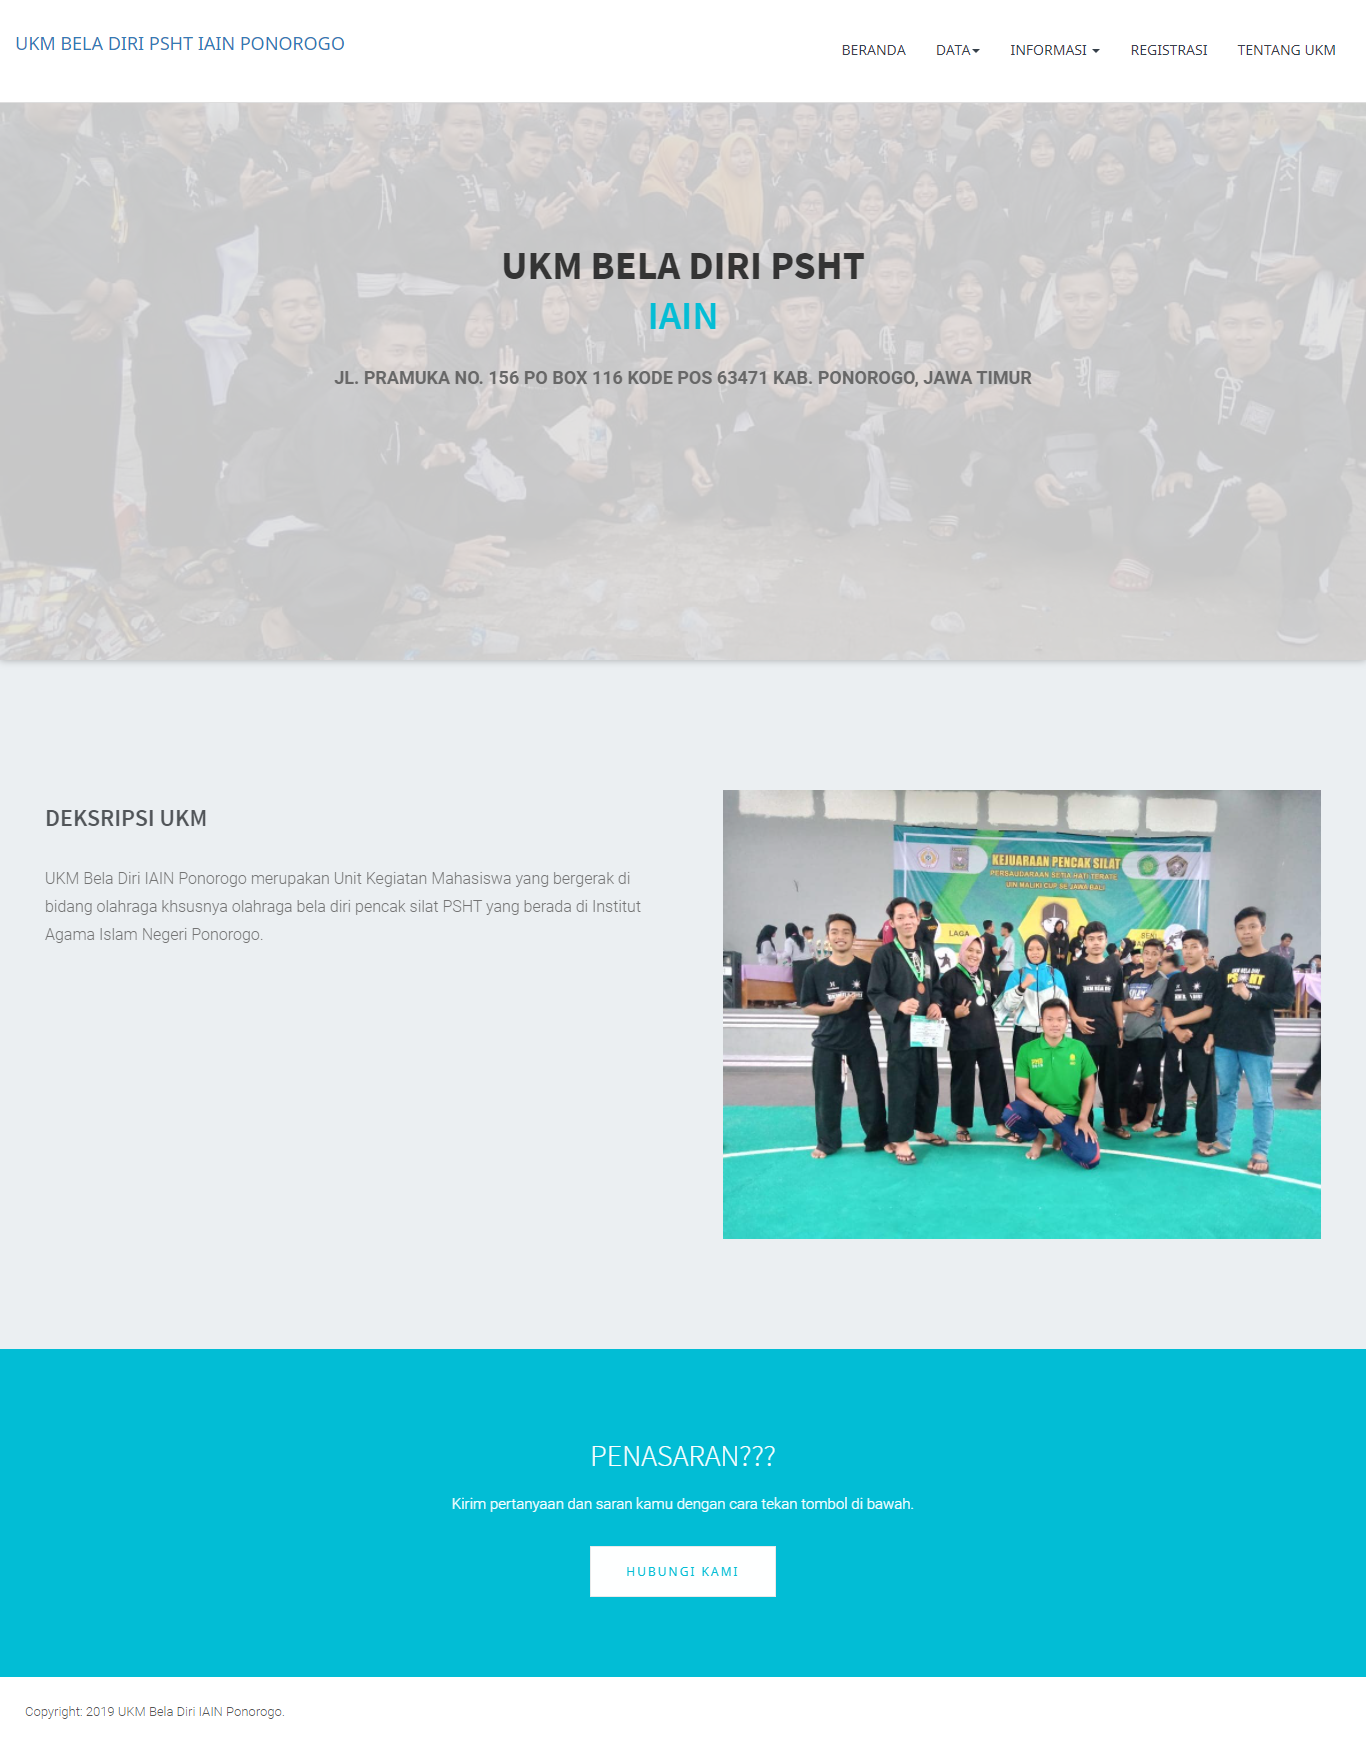 UKM BELA DIRI PSHT IAIN PONOROGO
BERANDA DATA INFORMASI REGISTRASI TENTANG UKM
UKM BELA DIRI PSHT
IAIN
JL. PRAMUKA NO. 156 PO BOX 116 KODE POS 63471 KAB. PONOROGO, JAWA TIMUR
DEKSRIPSI UKM
UKM Bela Diri IAIN Ponorogo merupakan Unit Kegiatan Mahasiswa yang bergerak di
bidang olahraga khsusnya olahraga bela diri pencak silat PSHT yang berada di Institut
Agama Islam Negeri Ponorogo.
KEJUARAAN PENCAK SILAT
PERSAUDARAAN SETIA HATI TERATE
IAIN MALIKI CUP SE JAWA BALI
LAGA
PENASARAN???
Kirim pertanyaan dan saran kamu dengan cara tekan tombol di bawah.
HUBUNGI KAMI
Copyright: 2019 UKM Bela Diri IAIN Ponorogo.